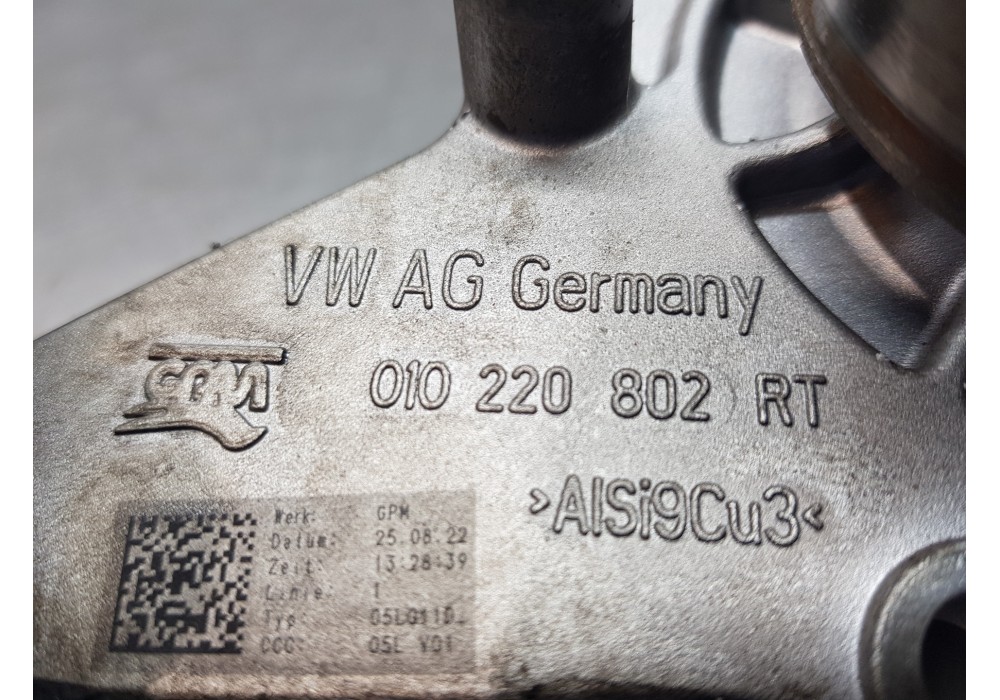 VW AG Germany
010 220 802 RT
>AlSi9Cu3<
Werk: GPM
Datum: 25.08.22
Zeit: 13:28:39
Linie: 1
Typ
CCC: 05L V01